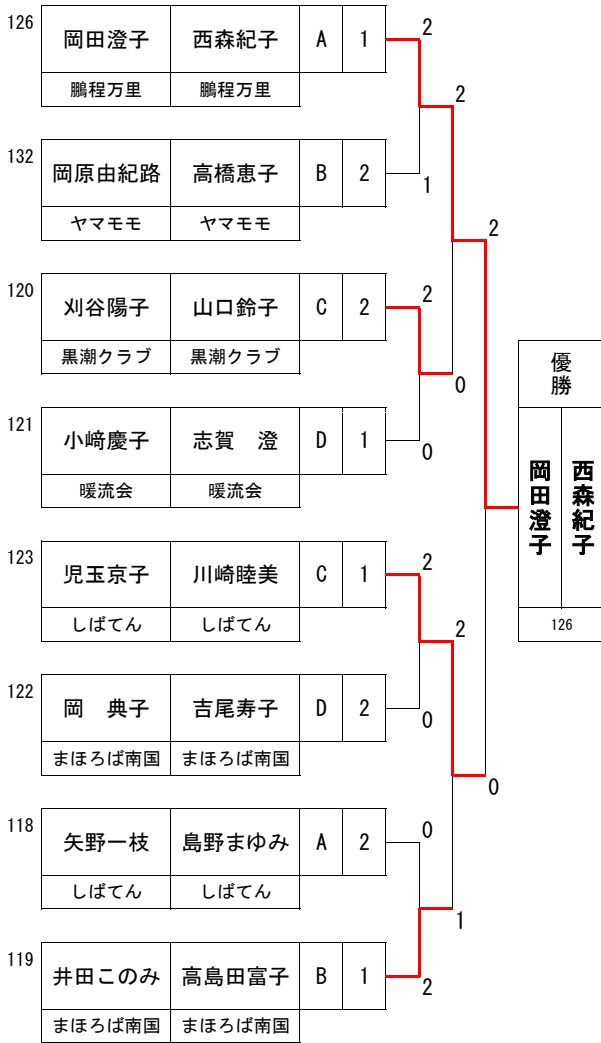 126 岡田澄子 西森紀子 A 1 2
鵬程万里 鵬程万里
2
132 岡原由紀路 高橋恵子 B 2 1
ヤマモモ ヤマモモ
2
120 刈谷陽子 山口鈴子 C 2 2
黒潮クラブ 黒潮クラブ
0
121 小﨑慶子 志賀　澄 D 1 0
暖流会 暖流会
優勝
岡田澄子 西森紀子
126
123 児玉京子 川崎睦美 C 1 2
しばてん しばてん
2
122 岡　典子 吉尾寿子 D 2 0
まほろば南国 まほろば南国
0
118 矢野一枝 島野まゆみ A 2 0
しばてん しばてん
1
119 井田このみ 高島田富子 B 1 2
まほろば南国 まほろば南国